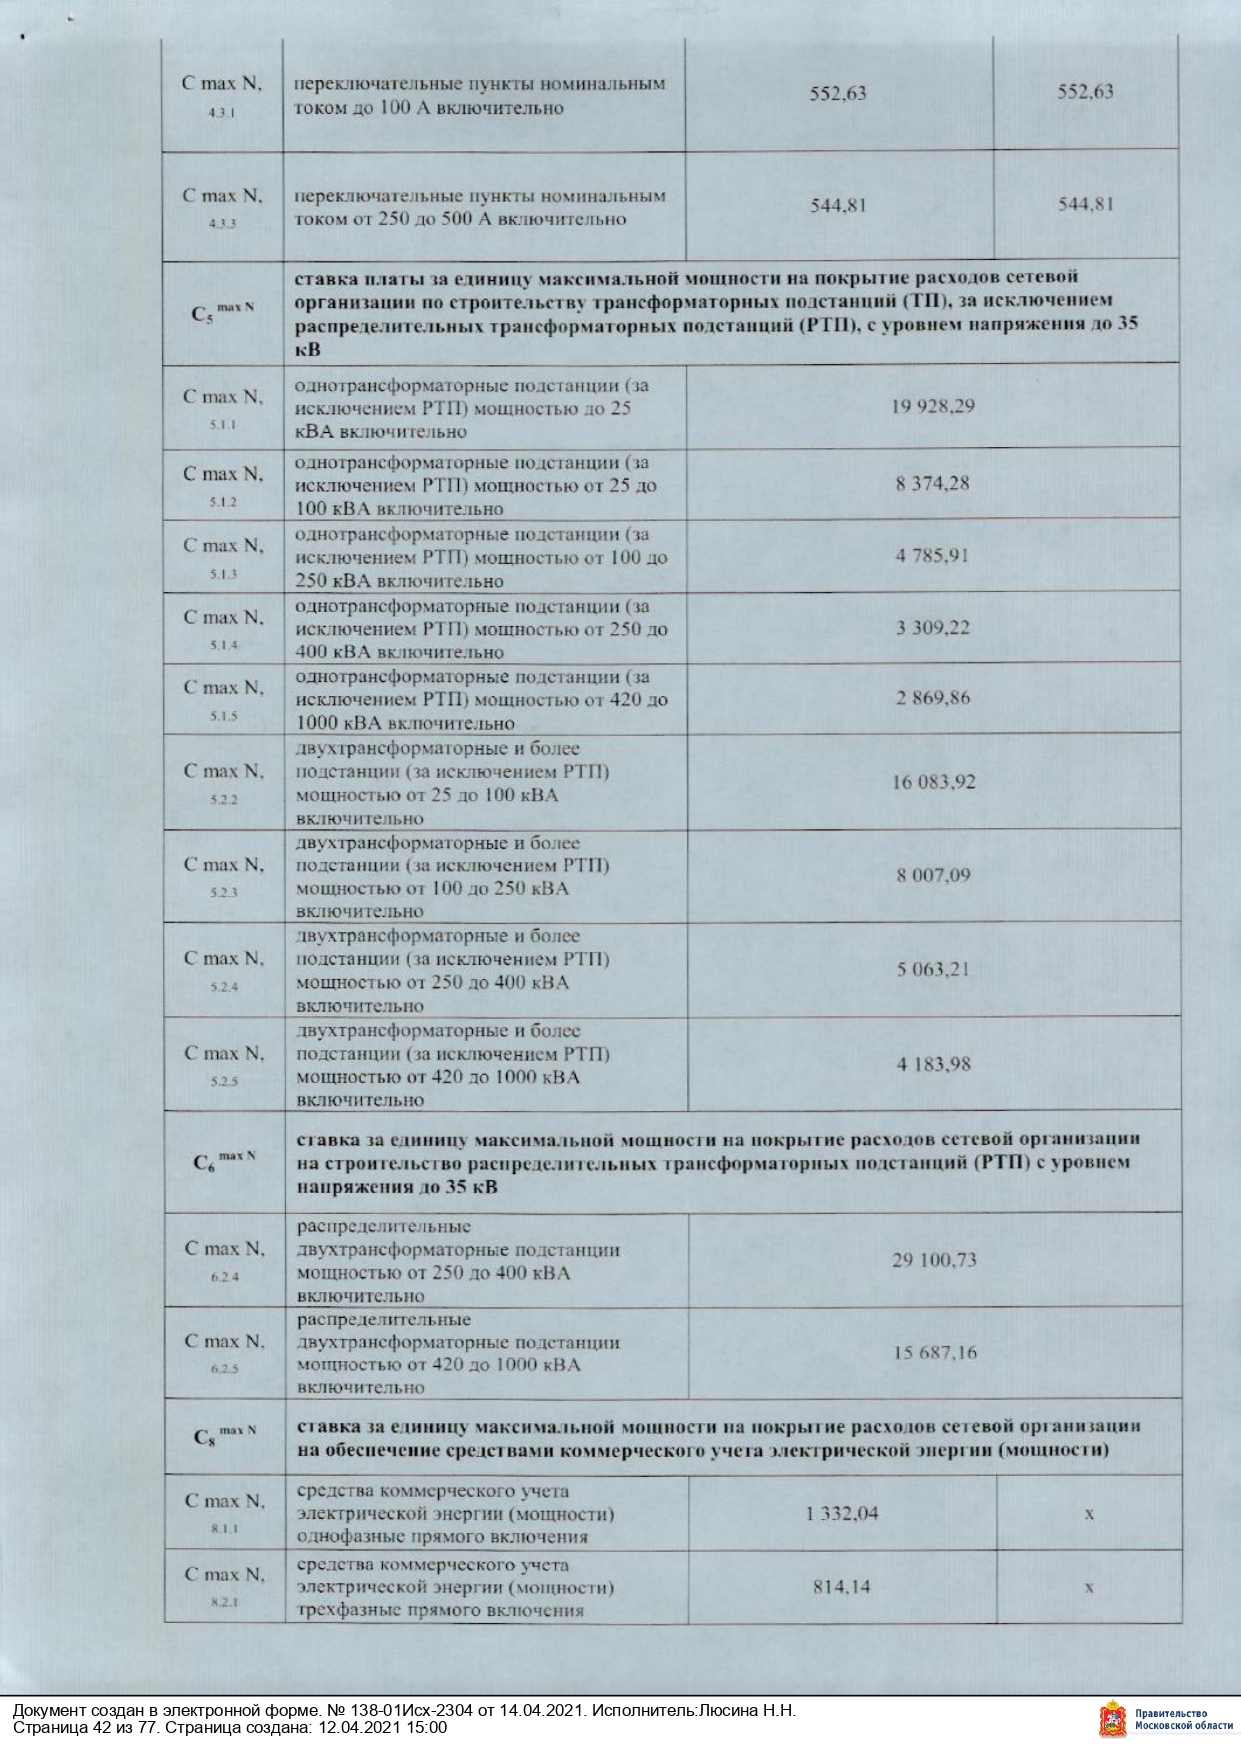 C max N,
4.3.1
переключательные пункты номинальным
током до 100 А включительно
552,63
552,63
C max N,
4.3.3
переключательные пункты номинальным
током от 250 до 500 А включительно
544,81
544,81
C5 max N
ставка платы за единицу максимальной мощности на покрытие расходов сетевой
организации по строительству трансформаторных подстанций (ТП), за исключением
распределительных трансформаторных подстанций (РТП), с уровнем напряжения до 35
кВ
C max N,
5.1.1
однотрансформаторные подстанции (за
исключением РТП) мощностью до 25
кВА включительно
19 928,29
C max N,
5.1.2
однотрансформаторные подстанции (за
исключением РТП) мощностью от 25 до
100 кВА включительно
8 374,28
C max N,
5.1.3
однотрансформаторные подстанции (за
исключением РТП) мощностью от 100 до
250 кВА включительно
4 785,91
C max N,
5.1.4
однотрансформаторные подстанции (за
исключением РТП) мощностью от 250 до
400 кВА включительно
3 309,22
C max N,
5.1.5
однотрансформаторные подстанции (за
исключением РТП) мощностью от 420 до
1000 кВА включительно
2 869,86
C max N,
5.2.2
двухтрансформаторные и более
подстанции (за исключением РТП)
мощностью от 25 до 100 кВА
включительно
16 083,92
C max N,
5.2.3
двухтрансформаторные и более
подстанции (за исключением РТП)
мощностью от 100 до 250 кВА
включительно
8 007,09
C max N,
5.2.4
двухтрансформаторные и более
подстанции (за исключением РТП)
мощностью от 250 до 400 кВА
включительно
5 063,21
C max N,
5.2.5
двухтрансформаторные и более
подстанции (за исключением РТП)
мощностью от 420 до 1000 кВА
включительно
4 183,98
C6 max N
ставка за единицу максимальной мощности на покрытие расходов сетевой организации
на строительство распределительных трансформаторных подстанций (РТП) с уровнем
напряжения до 35 кВ
C max N,
6.2.4
распределительные
двухтрансформаторные подстанции
мощностью от 250 до 400 кВА
включительно
29 100,73
C max N,
6.2.5
распределительные
двухтрансформаторные подстанции
мощностью от 420 до 1000 кВА
включительно
15 687,16
C8 max N
ставка за единицу максимальной мощности на покрытие расходов сетевой организации
на обеспечение средствами коммерческого учета электрической энергии (мощности)
C max N,
8.1.1
средства коммерческого учета
электрической энергии (мощности)
однофазные прямого включения
1 332,04
х
C max N,
8.2.1
средства коммерческого учета
электрической энергии (мощности)
трехфазные прямого включения
814,14
х
Документ создан в электронной форме. № 138-01Исх-2304 от 14.04.2021. Исполнитель:Люсина Н.Н.
Страница 42 из 77. Страница создана: 12.04.2021 15:00
Правительство
Московской области